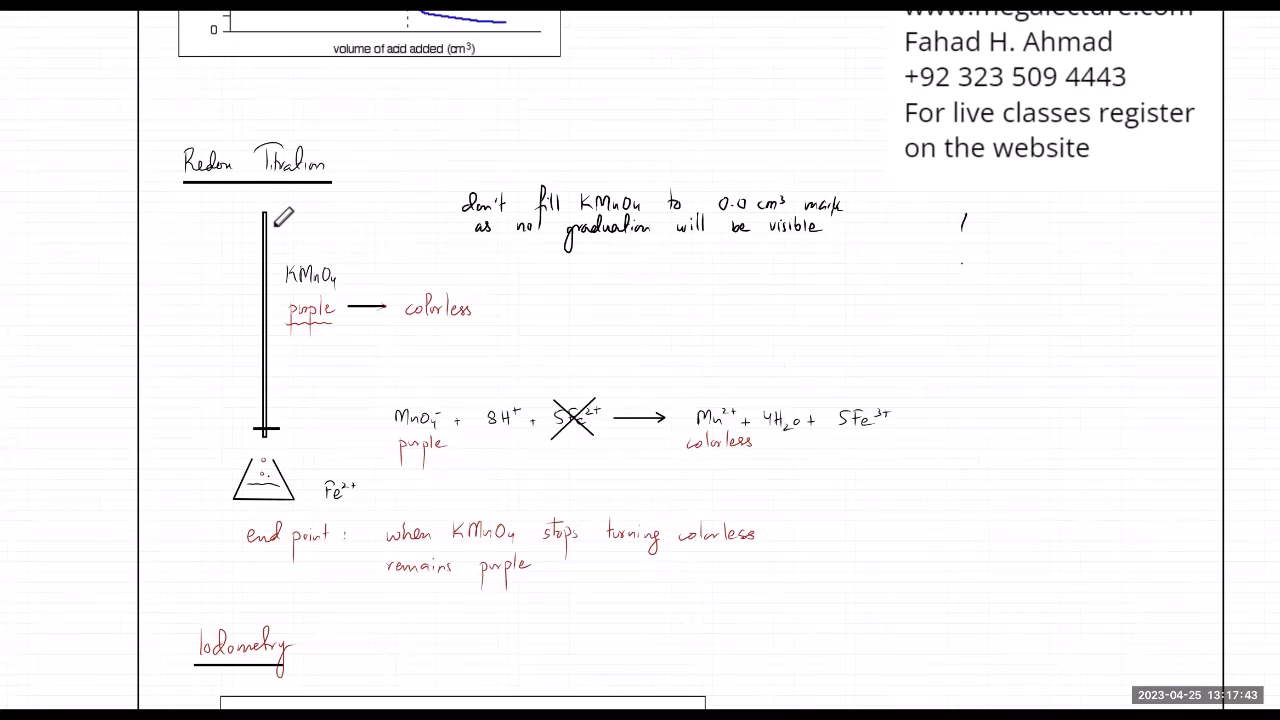 0
volume of acid added (cm³)
www.megalecture.com
Fahad H. Ahmad
+92 323 509 4443
For live classes register
on the website
Redox Titration
don't fill KMnO₄ to 0.0 cm³ mark
as no graduation will be visible
KMnO₄
purple → colorless
MnO₄⁻ + 8H⁺ + 5Fe²⁺ → Mn²⁺ + 4H₂O + 5Fe³⁺
purple colorless
Fe²⁺
end point : when KMnO₄ stops turning colorless
remains purple
Iodometry
2023-04-25 13:17:43